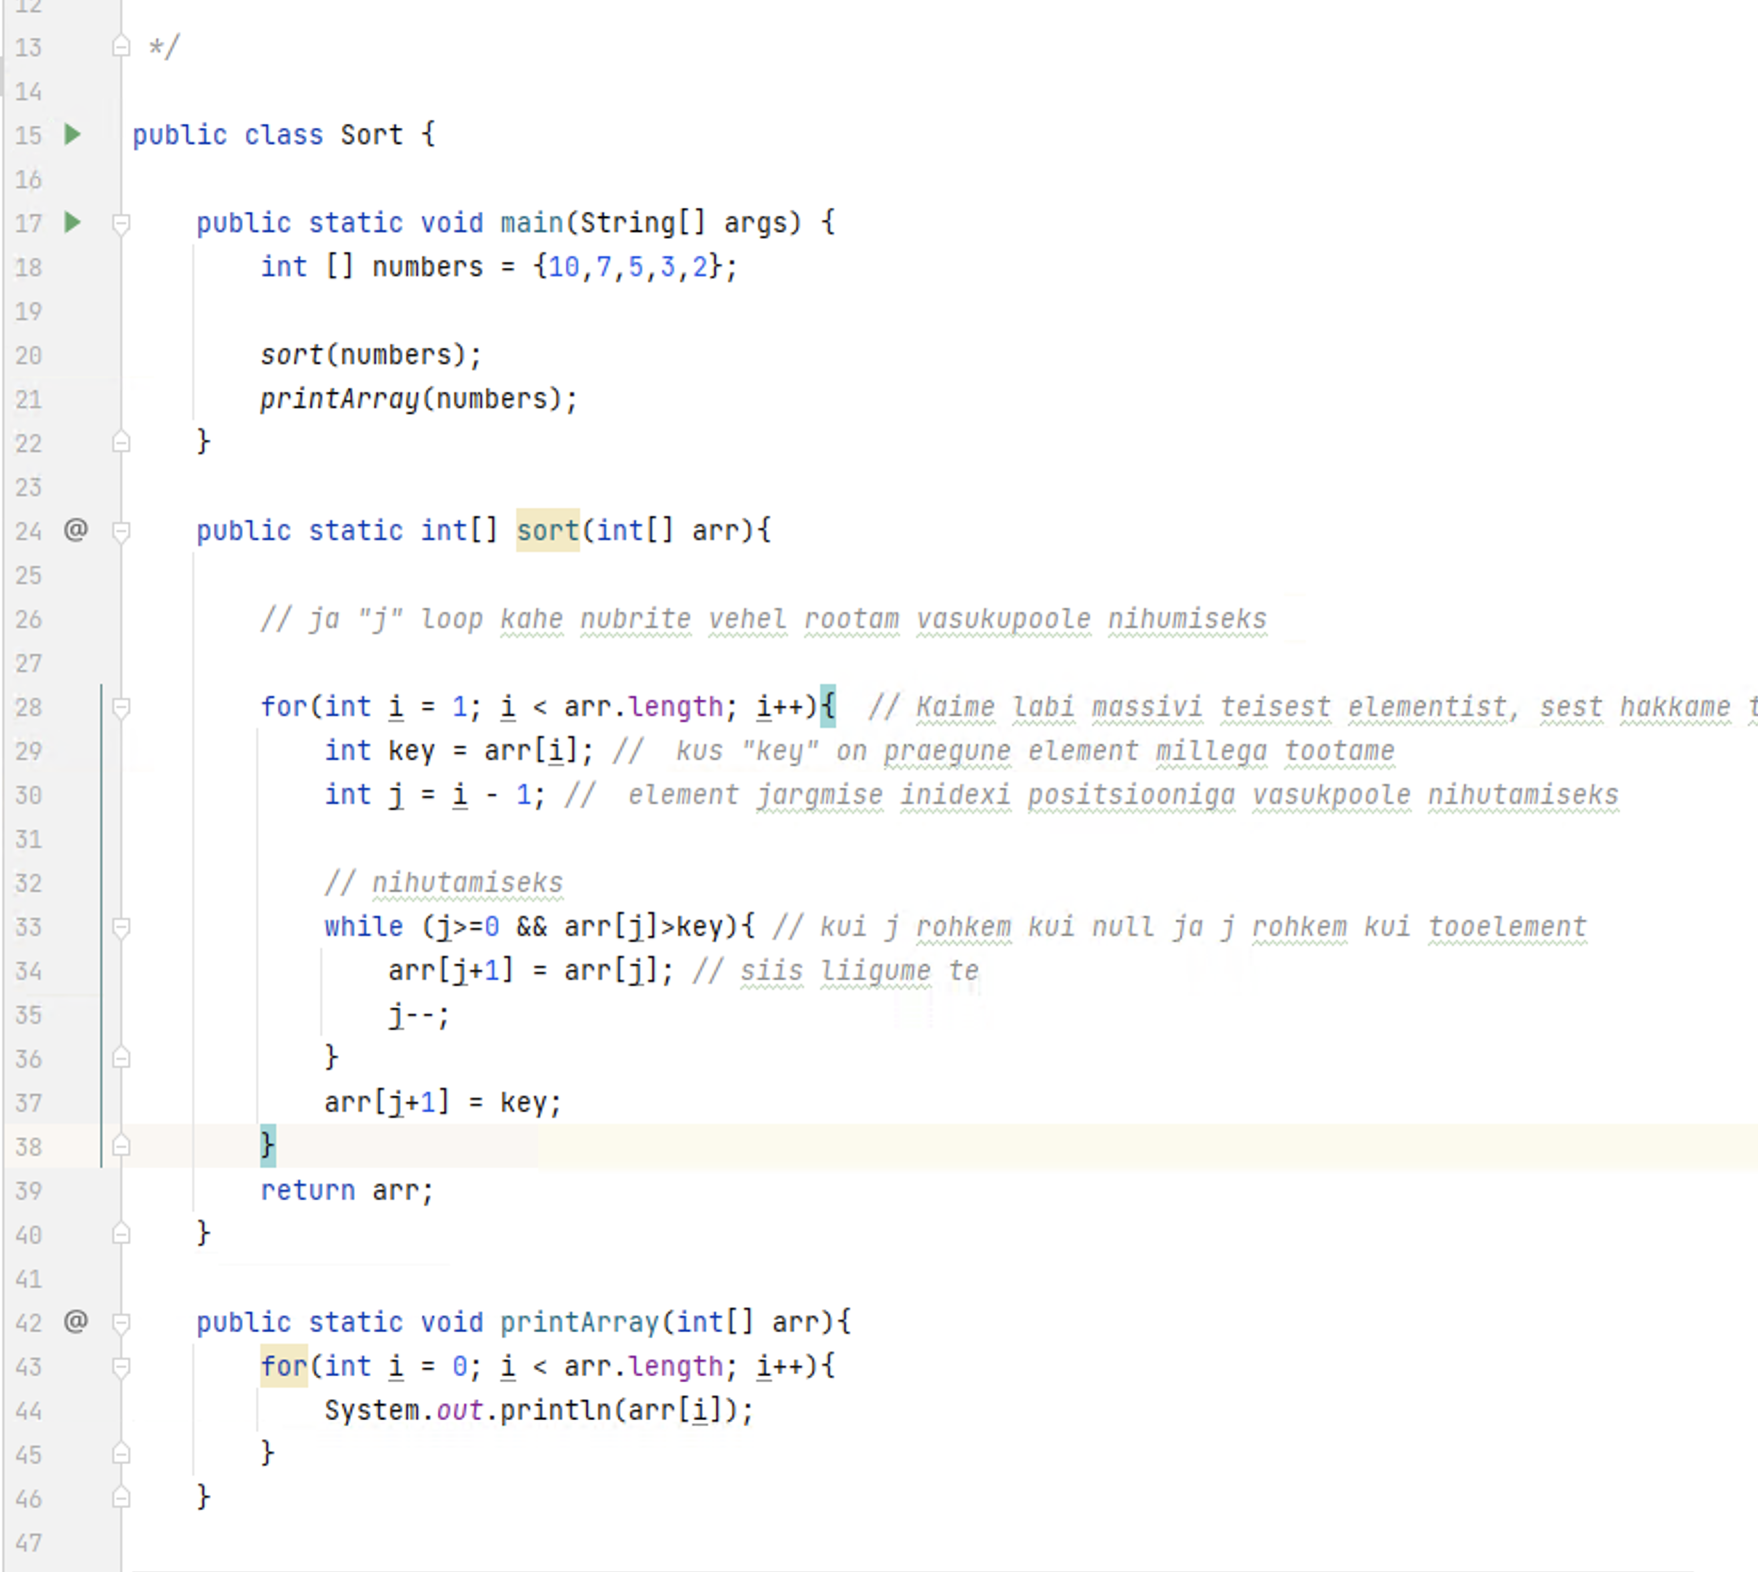 12
13 */
14
15 public class Sort {
16
17 public static void main(String[] args) {
18 int [] numbers = {10,7,5,3,2};
19
20 sort(numbers);
21 printArray(numbers);
22 }
23
24 @ public static int[] sort(int[] arr){
25
26 // ja "j" loop kahe nubrite vehel rootam vasukupoole nihumiseks
27
28 for(int i = 1; i < arr.length; i++){ // Kaime labi massivi teisest elementist, sest hakkame t
29 int key = arr[i]; // kus "key" on praegune element millega tootame
30 int j = i - 1; // element jargmise inidexi positsiooniga vasukpoole nihutamiseks
31
32 // nihutamiseks
33 while (j>=0 && arr[j]>key){ // kui j rohkem kui null ja j rohkem kui tooelement
34 arr[j+1] = arr[j]; // siis liigume te
35 j--;
36 }
37 arr[j+1] = key;
38 }
39 return arr;
40 }
41
42 @ public static void printArray(int[] arr){
43 for(int i = 0; i < arr.length; i++){
44 System.out.println(arr[i]);
45 }
46 }
47